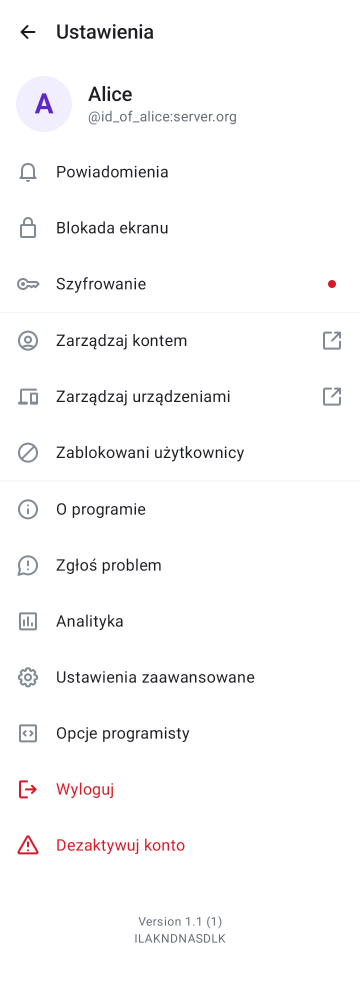 Ustawienia
A
Alice
@id_of_alice:server.org
Powiadomienia
Blokada ekranu
Szyfrowanie
Zarządzaj kontem
Zarządzaj urządzeniami
Zablokowani użytkownicy
O programie
Zgłoś problem
Analityka
Ustawienia zaawansowane
Opcje programisty
Wyloguj
Dezaktywuj konto
Version 1.1 (1)
ILAKNDNASDLK